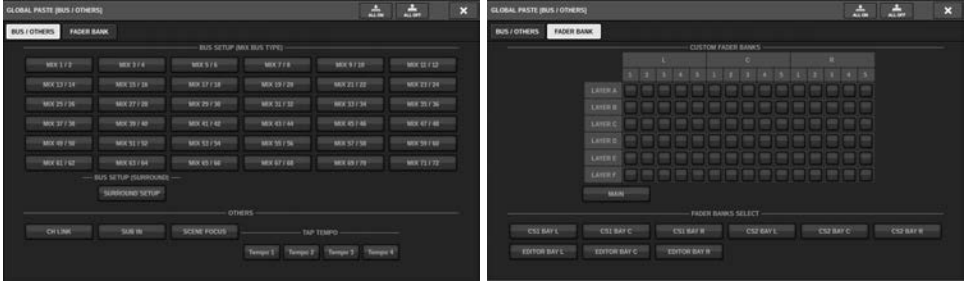 GLOBAL PASTE [BUS / OTHERS]
ALL ON ALL OFF
BUS / OTHERS FADER BANK
BUS SETUP (MIX BUS TYPE)
MIX 1 / 2 MIX 3 / 4 MIX 5 / 6 MIX 7 / 8 MIX 9 / 10 MIX 11 / 12
MIX 13 / 14 MIX 15 / 16 MIX 17 / 18 MIX 19 / 20 MIX 21 / 22 MIX 23 / 24
MIX 25 / 26 MIX 27 / 28 MIX 29 / 30 MIX 31 / 32 MIX 33 / 34 MIX 35 / 36
MIX 37 / 38 MIX 39 / 40 MIX 41 / 42 MIX 43 / 44 MIX 45 / 46 MIX 47 / 48
MIX 49 / 50 MIX 51 / 52 MIX 53 / 54 MIX 55 / 56 MIX 57 / 58 MIX 59 / 60
MIX 61 / 62 MIX 63 / 64 MIX 65 / 66 MIX 67 / 68 MIX 69 / 70 MIX 71 / 72
BUS SETUP (SURROUND)
SURROUND SETUP
OTHERS
CH LINK SUB IN SCENE FOCUS TAP TEMPO
Tempo 1 Tempo 2 Tempo 3 Tempo 4
GLOBAL PASTE [BUS / OTHERS]
ALL ON ALL OFF
BUS / OTHERS FADER BANK
CUSTOM FADER BANKS
L C R
1 2 3 4 5 1 2 3 4 5 1 2 3 4 5
LAYER A
LAYER B
LAYER C
LAYER D
LAYER E
LAYER F
MAIN
FADER BANKS SELECT
CS1 BAY L CS1 BAY C CS1 BAY R CS2 BAY L CS2 BAY C CS2 BAY R
EDITOR BAY L EDITOR BAY C EDITOR BAY R